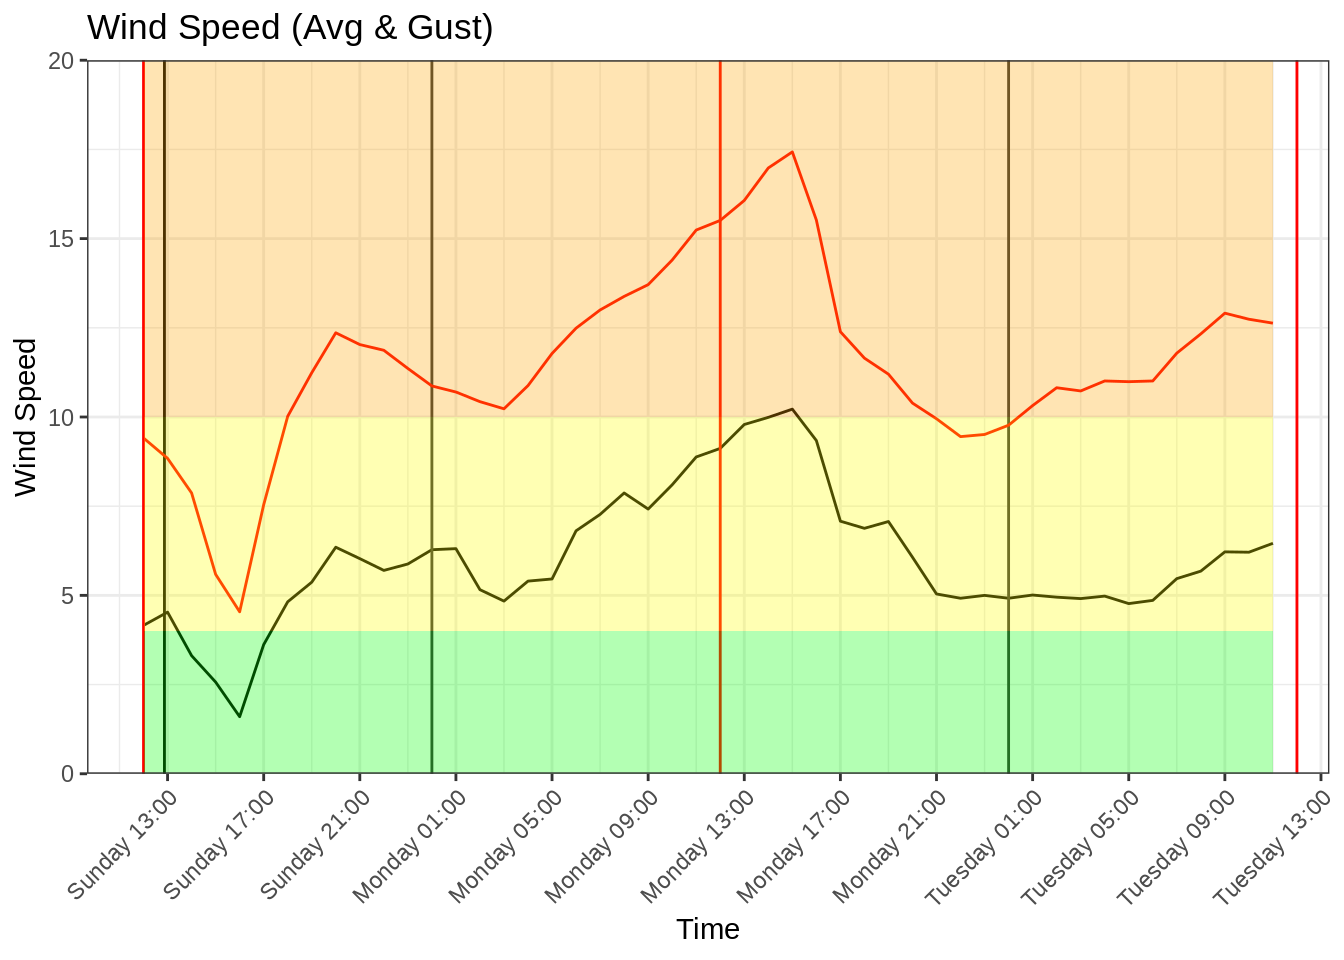 Wind Speed (Avg & Gust)
20
15
10
5
0
Wind Speed
Sunday 13:00
Sunday 17:00
Sunday 21:00
Monday 01:00
Monday 05:00
Monday 09:00
Monday 13:00
Monday 17:00
Monday 21:00
Tuesday 01:00
Tuesday 05:00
Tuesday 09:00
Tuesday 13:00
Time